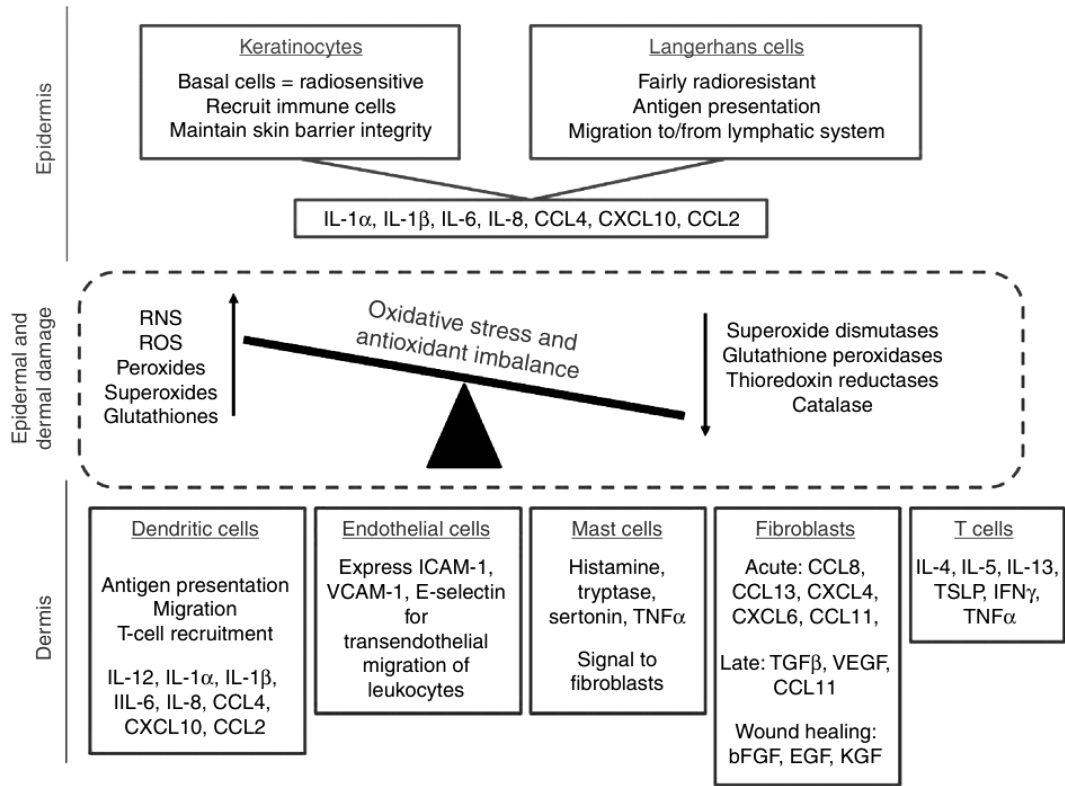 Epidermis
Keratinocytes
Basal cells = radiosensitive
Recruit immune cells
Maintain skin barrier integrity
Langerhans cells
Fairly radioresistant
Antigen presentation
Migration to/from lymphatic system
IL-1α, IL-1β, IL-6, IL-8, CCL4, CXCL10, CCL2
Epidermal and
dermal damage
RNS
ROS
Peroxides
Superoxides
Glutathiones
Oxidative stress and
antioxidant imbalance
Superoxide dismutases
Glutathione peroxidases
Thioredoxin reductases
Catalase
Dermis
Dendritic cells
Antigen presentation
Migration
T-cell recruitment
IL-12, IL-1α, IL-1β,
IIL-6, IL-8, CCL4,
CXCL10, CCL2
Endothelial cells
Express ICAM-1,
VCAM-1, E-selectin
for
transendothelial
migration of
leukocytes
Mast cells
Histamine,
tryptase,
sertonin, TNFα
Signal to
fibroblasts
Fibroblasts
Acute: CCL8,
CCL13, CXCL4,
CXCL6, CCL11,
Late: TGFβ, VEGF,
CCL11
Wound healing:
bFGF, EGF, KGF
T cells
IL-4, IL-5, IL-13,
TSLP, IFNγ,
TNFα